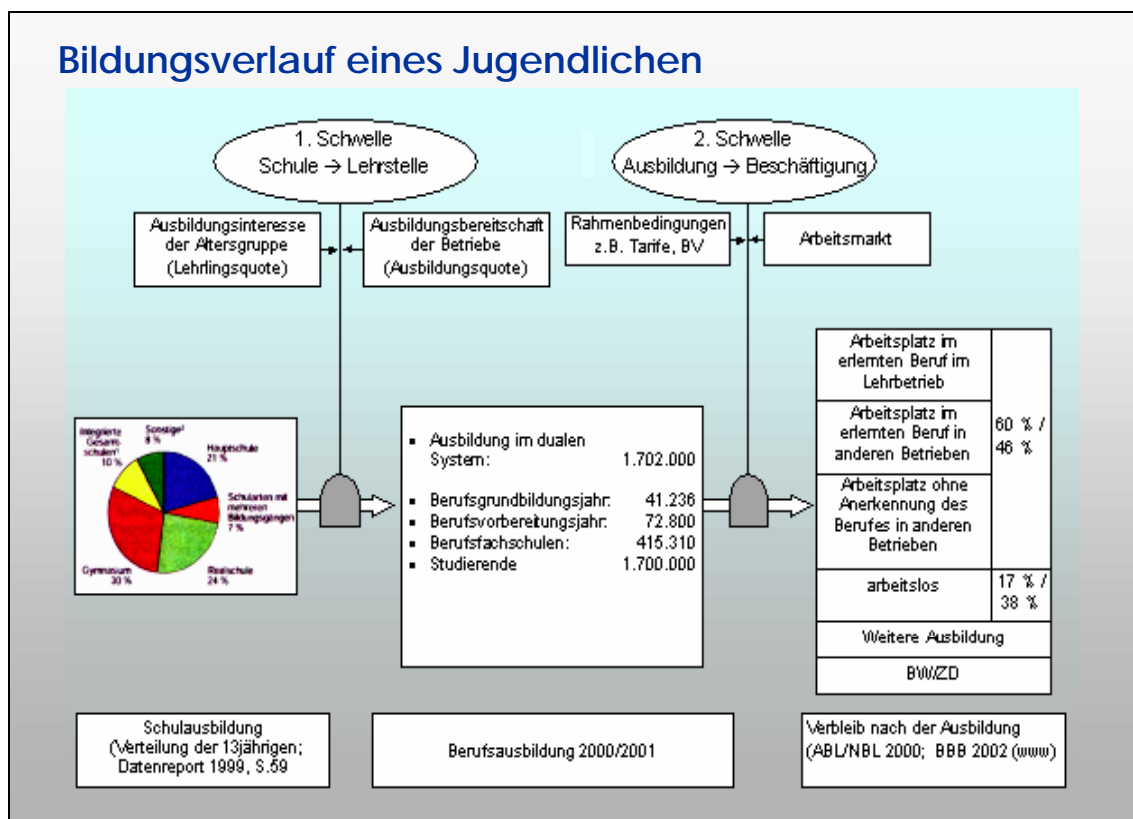 Bildungsverlauf eines Jugendlichen
1. Schwelle
Schule → Lehrstelle
2. Schwelle
Ausbildung → Beschäftigung
Ausbildungsinteresse
der Altersgruppe
(Lehrlingsquote)
Ausbildungsbereitschaft
der Betriebe
(Ausbildungsquote)
Rahmenbedingungen
z.B. Tarife, BV
Arbeitsmarkt
Integrierte
Gesamt-
schulen¹
10 %
Sonstige²
8 %
Hauptschule
21 %
Schularten mit
mehreren
Bildungsgängen
7 %
Realschule
24 %
Gymnasium
30 %
▪ Ausbildung im dualen
System: 1.702.000
▪ Berufsgrundbildungsjahr: 41.236
▪ Berufsvorbereitungsjahr: 72.800
▪ Berufsfachschulen: 415.310
▪ Studierende 1.700.000
Arbeitsplatz im
erlernten Beruf im
Lehrbetrieb
Arbeitsplatz im
erlernten Beruf in
anderen Betrieben
Arbeitsplatz ohne
Anerkennung des
Berufes in anderen
Betrieben
60 % /
46 %
arbeitslos
17 % /
38 %
Weitere Ausbildung
BW/ZD
Schulausbildung
(Verteilung der 13jährigen;
Datenreport 1999, S.59
Berufsausbildung 2000/2001
Verbleib nach der Ausbildung
(ABL/NBL 2000; BBB 2002 (www)